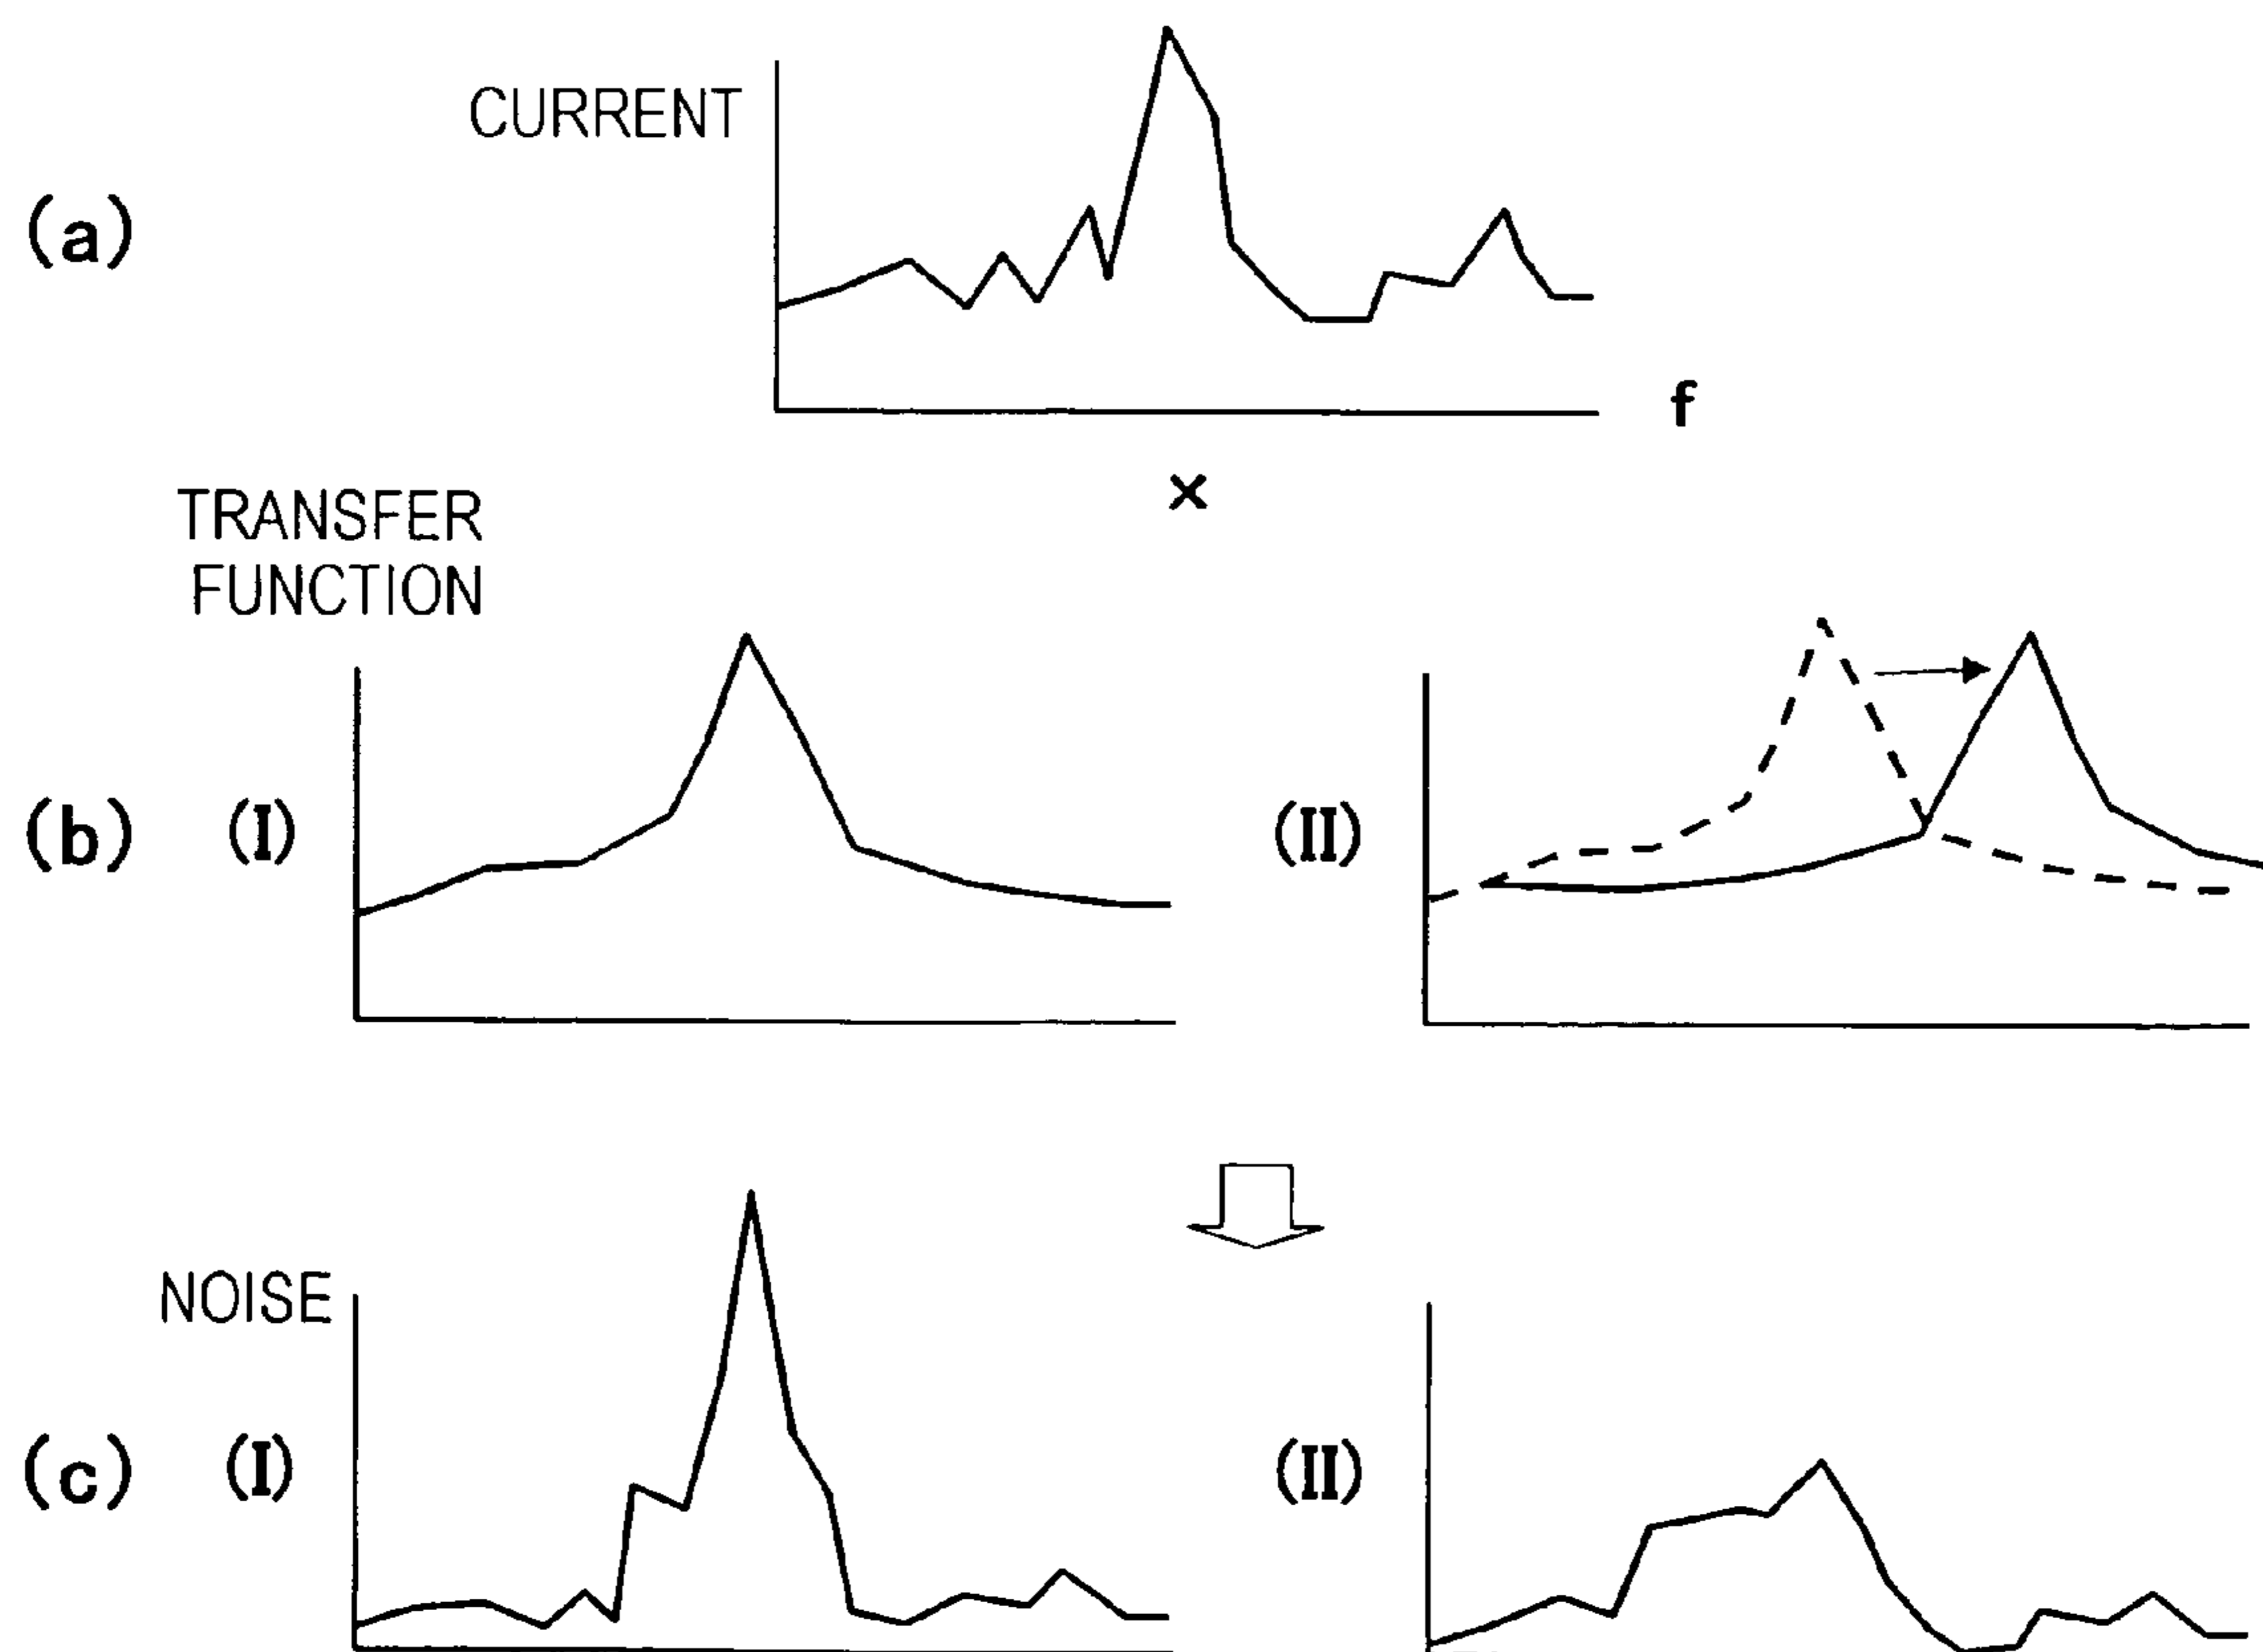 CURRENT
(a)
f
×
TRANSFER
FUNCTION
(b) (I) (II)
NOISE
(c) (I) (II)